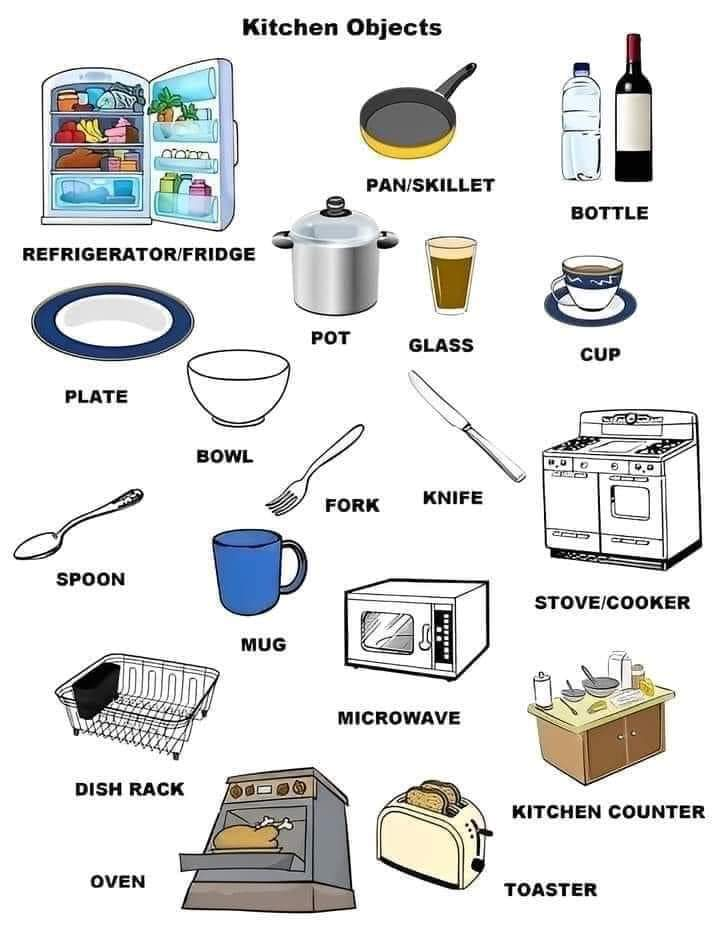 Kitchen Objects
PAN/SKILLET
BOTTLE
REFRIGERATOR/FRIDGE
POT
GLASS
CUP
PLATE
BOWL
FORK
KNIFE
SPOON
STOVE/COOKER
MUG
MICROWAVE
DISH RACK
KITCHEN COUNTER
OVEN
TOASTER